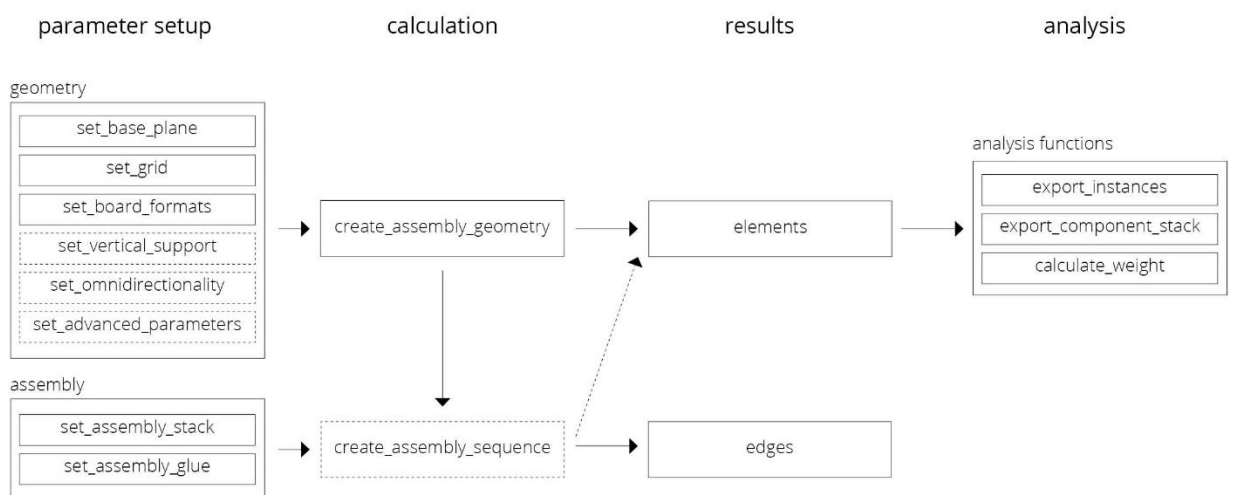 parameter setup
calculation
results
analysis
geometry
set_base_plane
set_grid
set_board_formats
set_vertical_support
set_omnidirectionality
set_advanced_parameters
assembly
set_assembly_stack
set_assembly_glue
create_assembly_geometry
create_assembly_sequence
elements
edges
analysis functions
export_instances
export_component_stack
calculate_weight